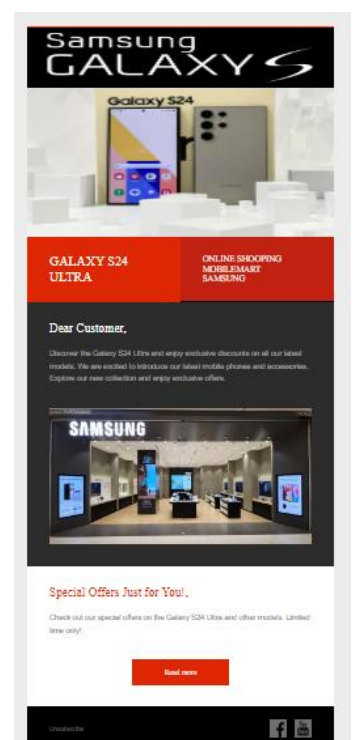 Samsung
GALAXY S
Galaxy S24
GALAXY S24
ULTRA
ONLINE SHOOPING
MOBILEMART
SAMSUNG
Dear Customer,
Discover the Galaxy S24 Ultra and enjoy exclusive discounts on all our latest
models. We are excited to introduce our latest mobile phones and accessories.
Explore our new collection and enjoy exclusive offers.
SAMSUNG
Special Offers Just for You!,
Check out our special offers on the Galaxy S24 Ultra and other models. Limited
time only!
Read more
Unsubscribe
f
You
Tube